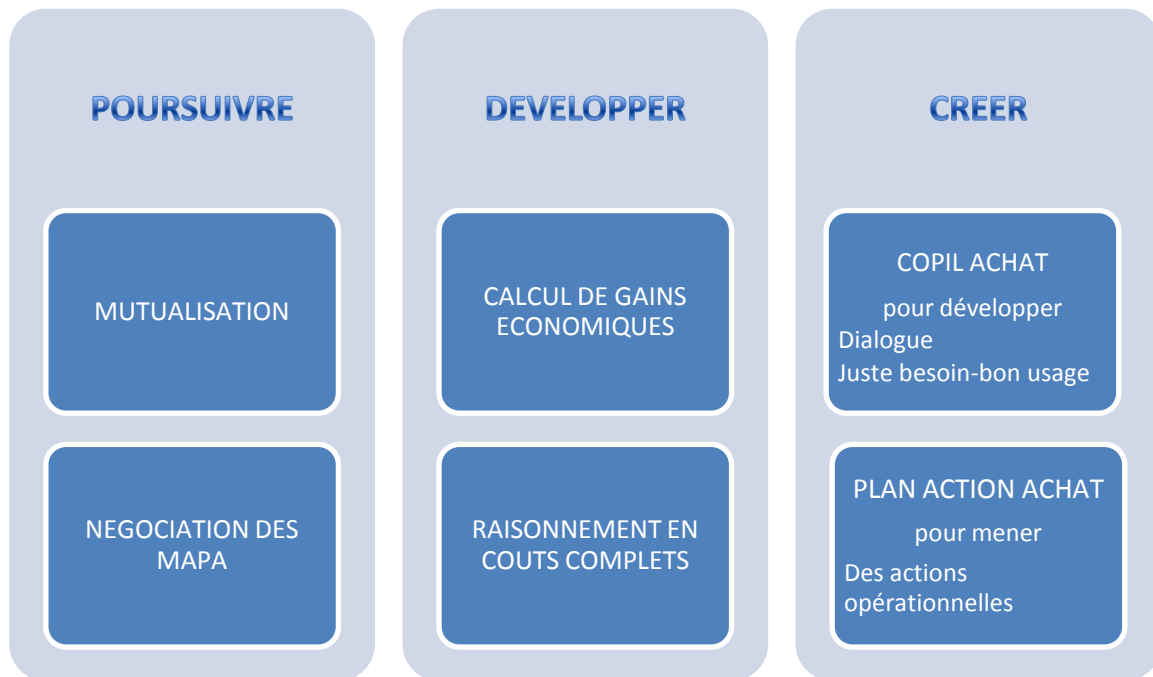 POURSUIVRE
MUTUALISATION
NEGOCIATION DES
MAPA
DEVELOPPER
CALCUL DE GAINS
ECONOMIQUES
RAISONNEMENT EN
COUTS COMPLETS
CREER
COPIL ACHAT
pour développer
Dialogue
Juste besoin-bon usage
PLAN ACTION ACHAT
pour mener
Des actions
opérationnelles